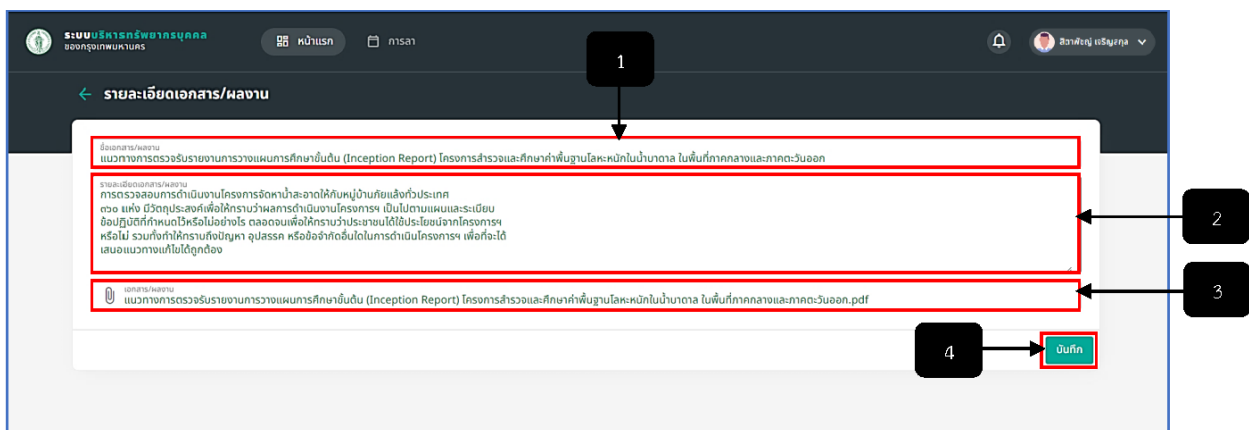 ระบบบริหารทรัพยากรบุคคล
ของกรุงเทพมหานคร
หน้าแรก
การลา
สิวาพัชญ์ เจริญสกุล
1
รายละเอียดเอกสาร/ผลงาน
ชื่อเอกสาร/ผลงาน
แนวทางการตรวจรับรายงานการวางแผนการศึกษาขั้นต้น (Inception Report) โครงการสำรวจและศึกษาค่าพื้นฐานโลหะหนักในน้ำบาดาล ในพื้นที่ภาคกลางและภาคตะวันออก
รายละเอียดเอกสาร/ผลงาน
การตรวจสอบการดำเนินงานโครงการจัดหาน้ำสะอาดให้กับหมู่บ้านภัยแล้งทั่วประเทศ
๓๖๐ แห่ง มีวัตถุประสงค์เพื่อให้ทราบว่าผลการดำเนินงานโครงการฯ เป็นไปตามแผนและระเบียบ
ข้อปฏิบัติที่กำหนดไว้หรือไม่อย่างไร ตลอดจนเพื่อให้ทราบว่าประชาชนได้ใช้ประโยชน์จากโครงการฯ
หรือไม่ รวมทั้งทำให้ทราบถึงปัญหา อุปสรรค หรือข้อจำกัดอื่นใดในการดำเนินโครงการฯ เพื่อที่จะได้
เสนอแนวทางแก้ไขได้ถูกต้อง
2
เอกสาร/ผลงาน
แนวทางการตรวจรับรายงานการวางแผนการศึกษาขั้นต้น (Inception Report) โครงการสำรวจและศึกษาค่าพื้นฐานโลหะหนักในน้ำบาดาล ในพื้นที่ภาคกลางและภาคตะวันออก.pdf
3
4
บันทึก